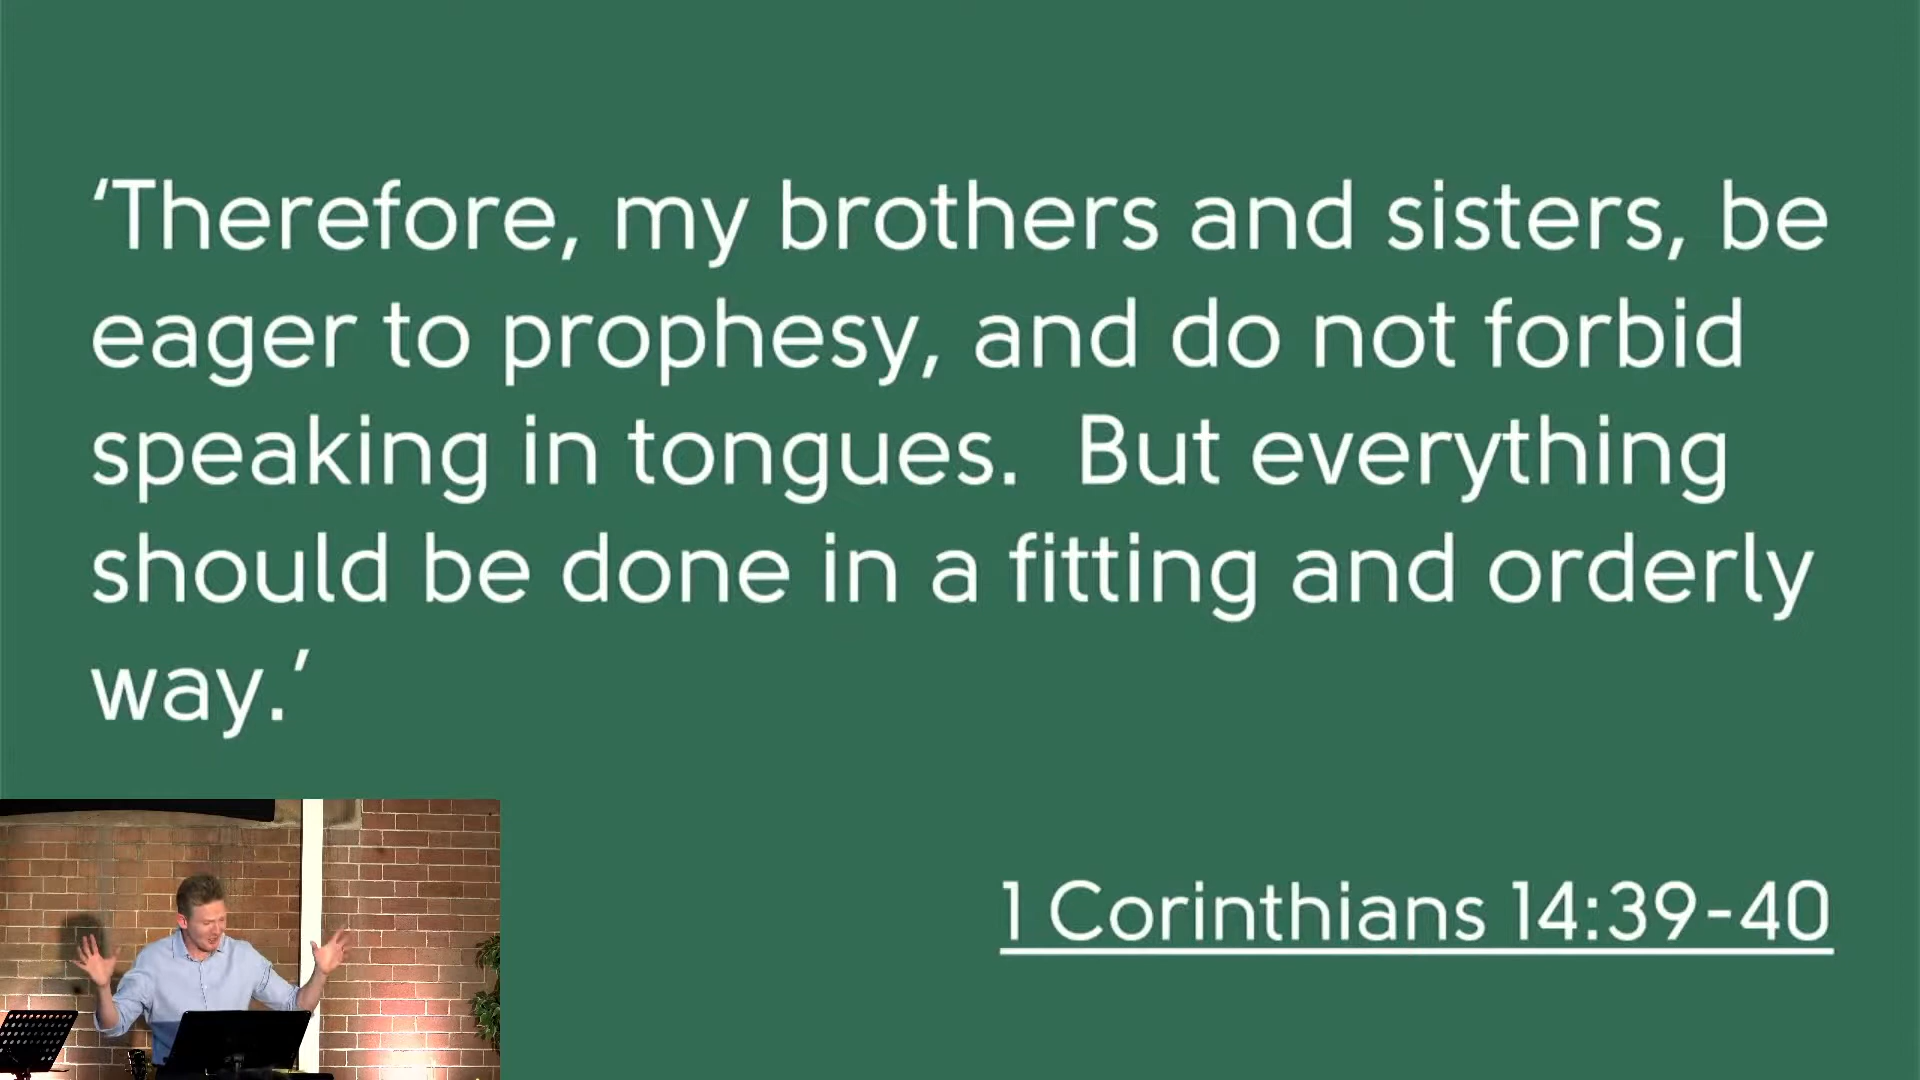 ‘Therefore, my brothers and sisters, be
eager to prophesy, and do not forbid
speaking in tongues.  But everything
should be done in a fitting and orderly
way.’
1 Corinthians 14:39-40